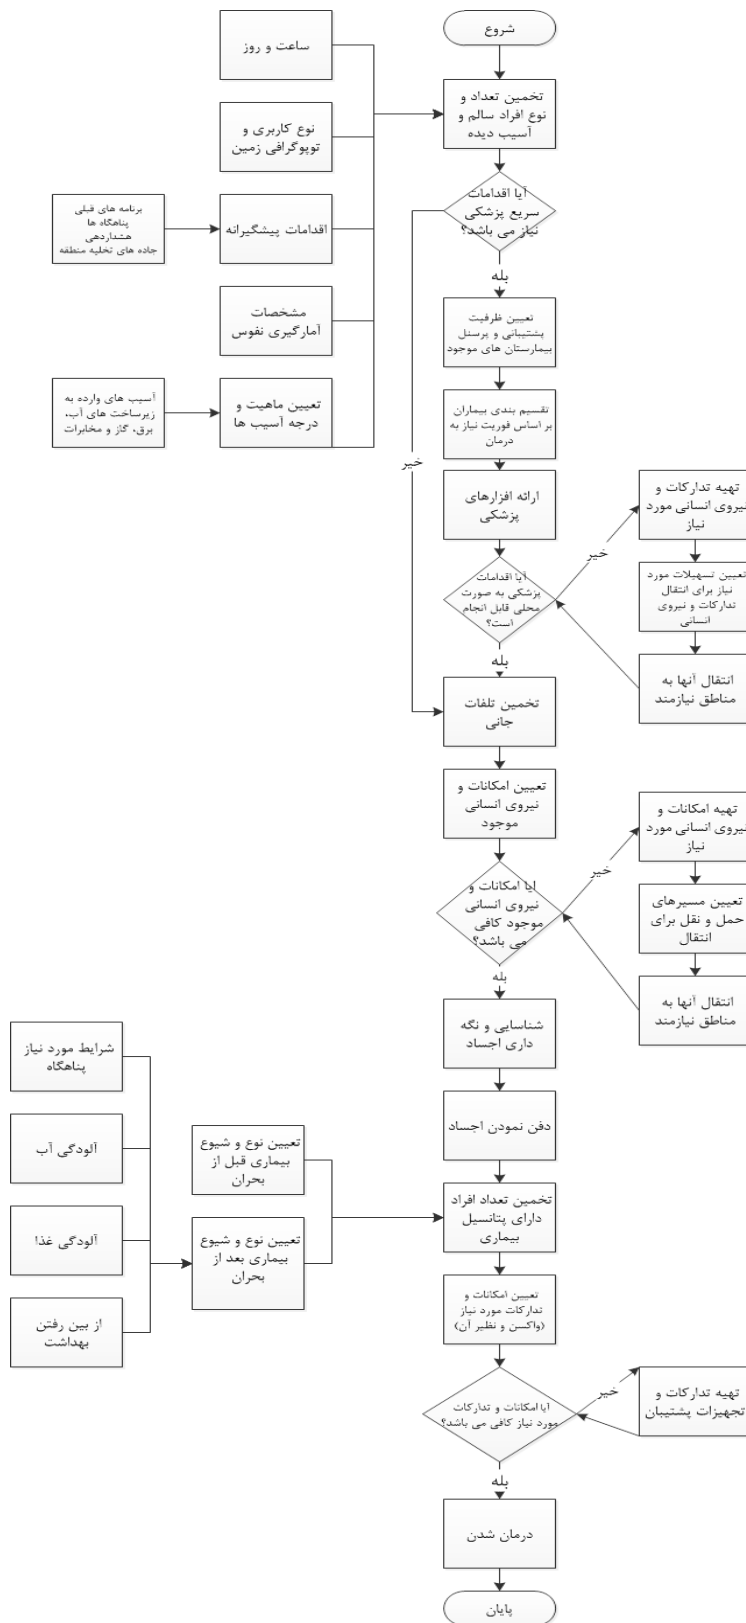 شروع
ساعت و روز
تخمین تعداد و
نوع افراد سالم و
آسیب دیده
نوع کاربری و
توپوگرافی زمین
آیا اقدامات
سریع پزشکی
نیاز می باشد؟
اقدامات پیشگیرانه
برنامه های قبلی
پناهگاه ها
هشداردهی
جاده های تخلیه منطقه
بله
خیر
مشخصات
آمارگیری نفوس
تعیین ظرفیت
پشتیبانی و پرسنل
بیمارستان های موجود
تعیین ماهیت و
درجه آسیب ها
آسیب های وارده به
زیرساخت های آب،
برق، گاز و مخابرات
تقسیم بندی بیماران
بر اساس فوریت نیاز به
درمان
ارائه افزارهای
پزشکی
تهیه تدارکات و
نیروی انسانی مورد
نیاز
خیر
آیا اقدامات
پزشکی به صورت
محلی قابل انجام
است؟
تعیین تسهیلات مورد
نیاز برای انتقال
تدارکات و نیروی
انسانی
بله
انتقال آنها به
مناطق نیازمند
تخمین تلفات
جانی
تعیین امکانات و
نیروی انسانی
موجود
تهیه امکانات و
نیروی انسانی مورد
نیاز
خیر
ایا امکانات و
نیروی انسانی
موجود کافی
می باشد؟
تعیین مسیرهای
حمل و نقل برای
انتقال
بله
انتقال آنها به
مناطق نیازمند
شناسایی و نگه
داری اجساد
شرایط مورد نیاز
پناهگاه
دفن نمودن اجساد
آلودگی آب
تعیین نوع و شیوع
بیماری قبل از
بحران
تخمین تعداد افراد
دارای پتانسیل
بیماری
آلودگی غذا
تعیین نوع و شیوع
بیماری بعد از
بحران
تعیین امکانات و
تدارکات مورد نیاز
(واکسن و نظیر آن)
از بین رفتن
بهداشت
آیا امکانات و تدارکات
مورد نیاز کافی می باشد؟
خیر
تهیه تدارکات و
تجهیزات پشتیبان
بله
درمان شدن
پایان